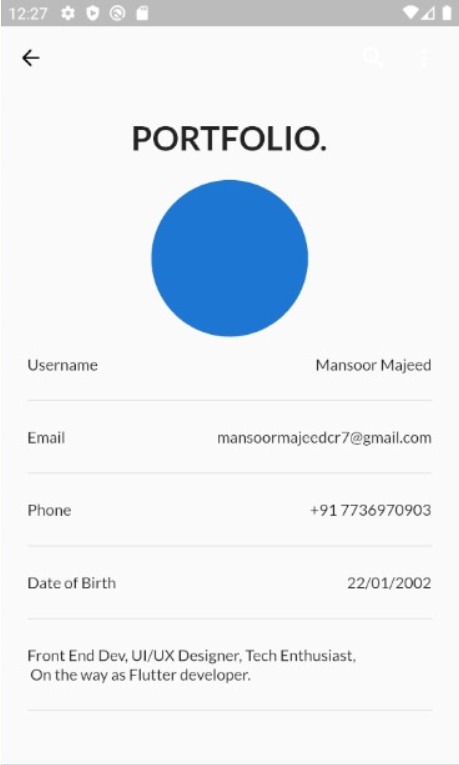 12:27
PORTFOLIO.
Username Mansoor Majeed
Email mansoormajeedcr7@gmail.com
Phone +91 7736970903
Date of Birth 22/01/2002
Front End Dev, UI/UX Designer, Tech Enthusiast,
On the way as Flutter developer.